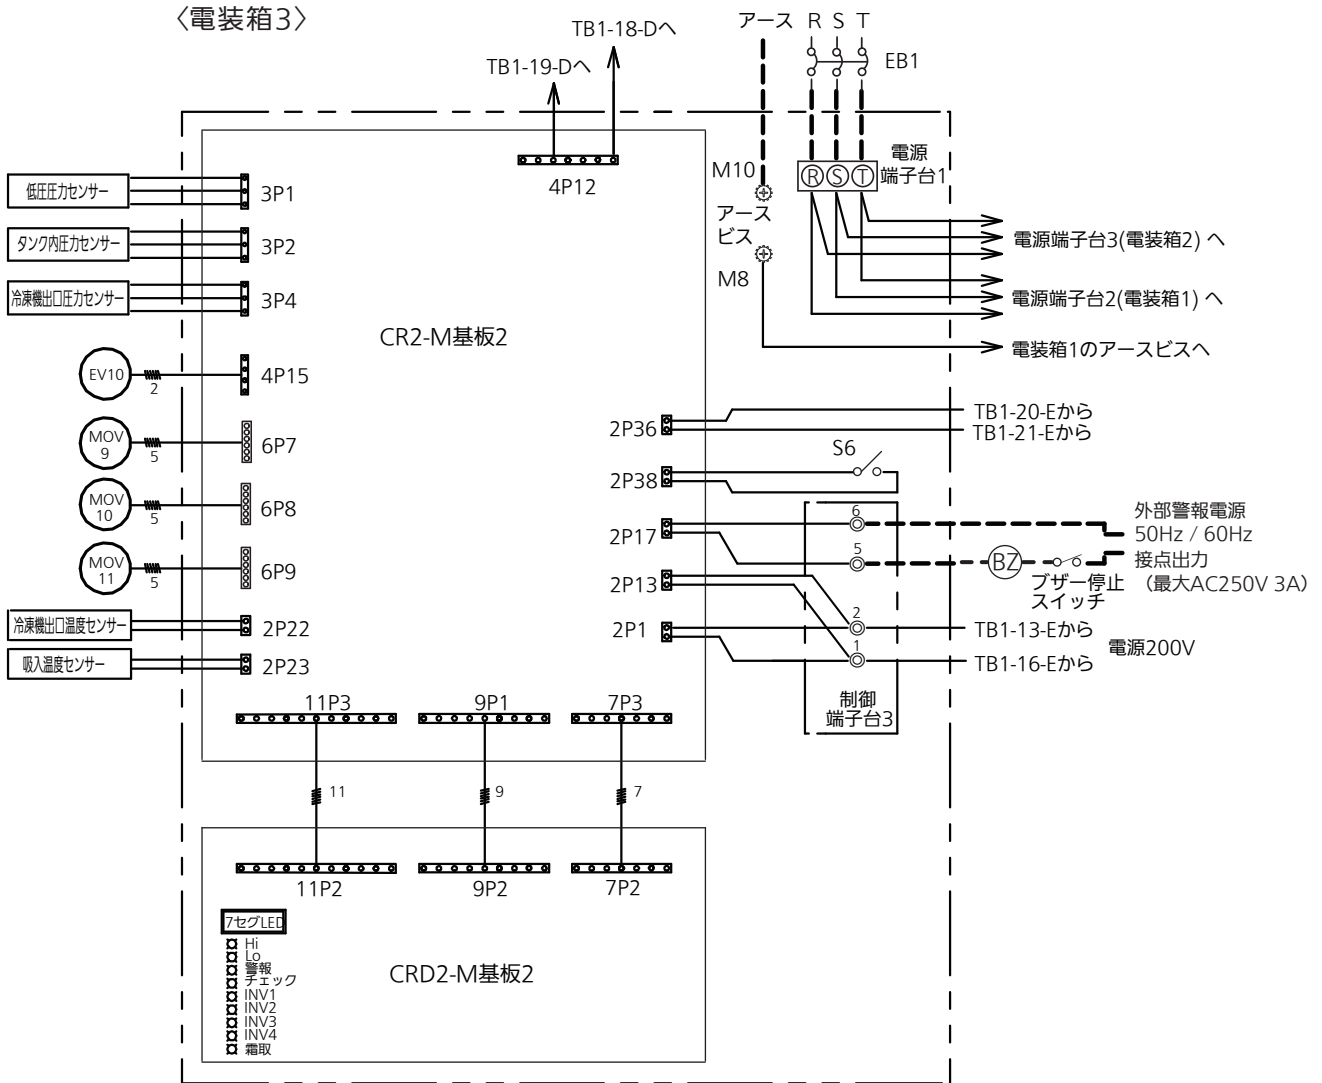 〈電装箱3〉
TB1-18-Dへ
TB1-19-Dへ
アース R S T
EB1
4P12
M10
アース
ビス
M8
電源
端子台1
R S T
電源端子台3(電装箱2) へ
電源端子台2(電装箱1) へ
電装箱1のアースビスへ
低圧圧力センサー
3P1
タンク内圧力センサー
3P2
冷凍機出口圧力センサー
3P4
CR2-M基板2
EV10
2
4P15
MOV
9
5
6P7
MOV
10
5
6P8
MOV
11
5
6P9
冷凍機出口温度センサー
2P22
吸入温度センサー
2P23
2P36
TB1-20-Eから
TB1-21-Eから
2P38
S6
2P17
6
5
BZ
ブザー停止
スイッチ
外部警報電源
50Hz / 60Hz
接点出力
(最大AC250V 3A)
2P13
2P1
2
1
TB1-13-Eから
TB1-16-Eから
電源200V
制御
端子台3
11P3
9P1
7P3
11
9
7
11P2
9P2
7P2
7セグLED
Hi
Lo
警報
チェック
INV1
INV2
INV3
INV4
霜取
CRD2-M基板2